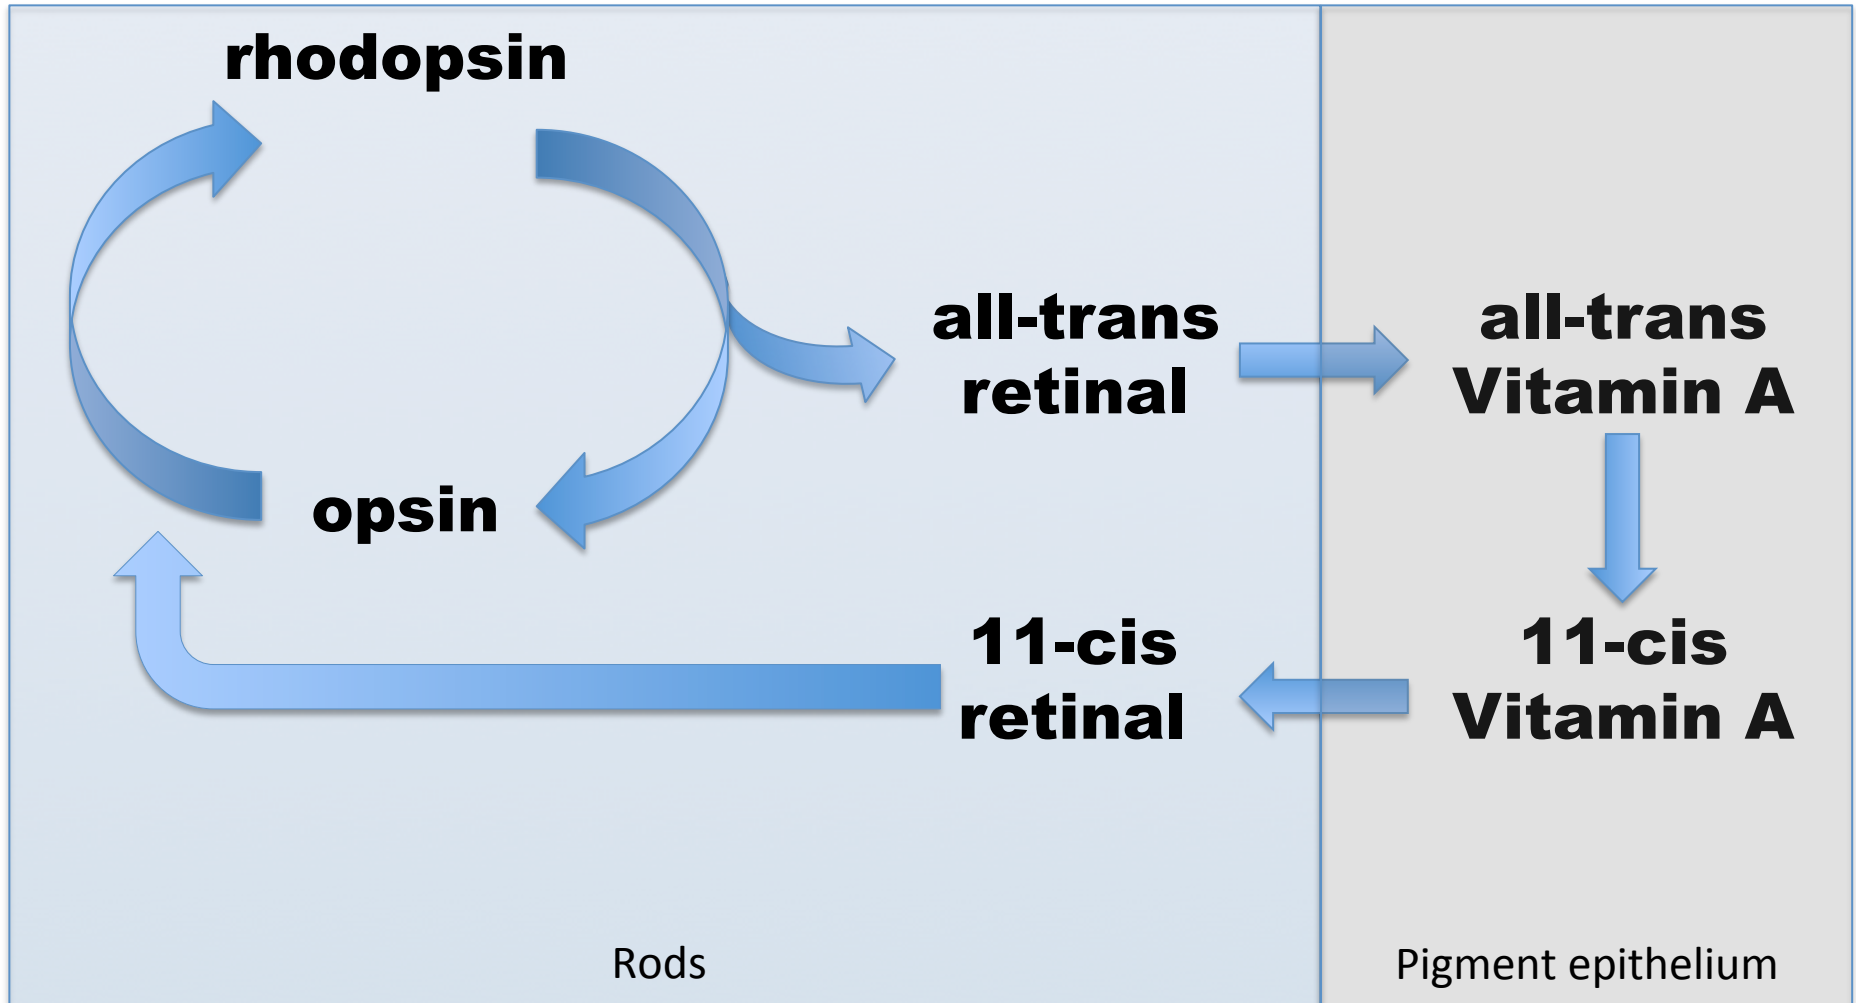 rhodopsin
all-trans
retinal
all-trans
Vitamin A
opsin
11-cis
retinal
11-cis
Vitamin A
Rods
Pigment epithelium